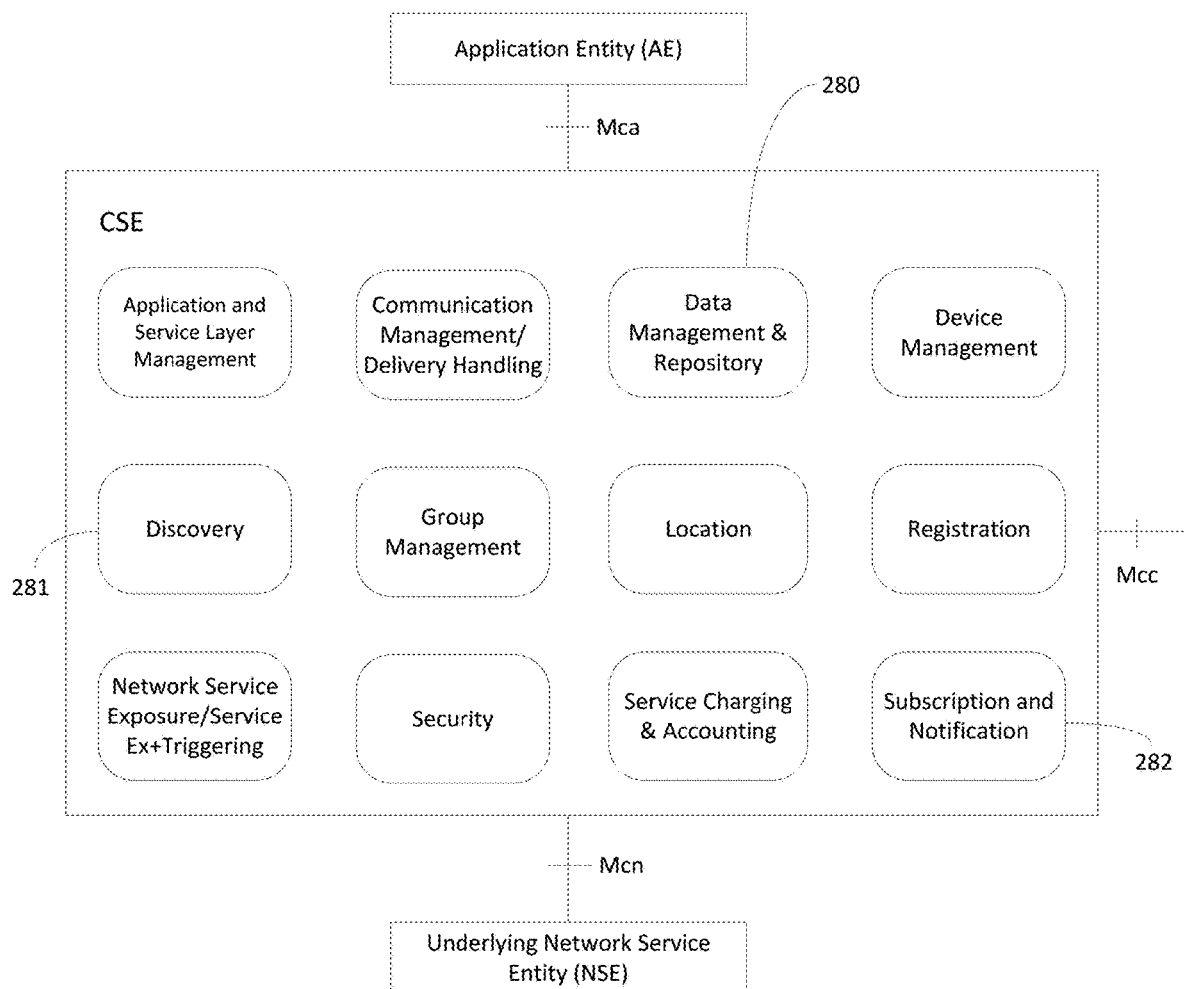 Application Entity (AE)
280
Mca
CSE
Application and
Service Layer
Management
Communication
Management/
Delivery Handling
Data
Management &
Repository
Device
Management
Discovery
Group
Management
Location
Registration
281
Mcc
Network Service
Exposure/Service
Ex+Triggering
Security
Service Charging
& Accounting
Subscription and
Notification
282
Mcn
Underlying Network Service
Entity (NSE)